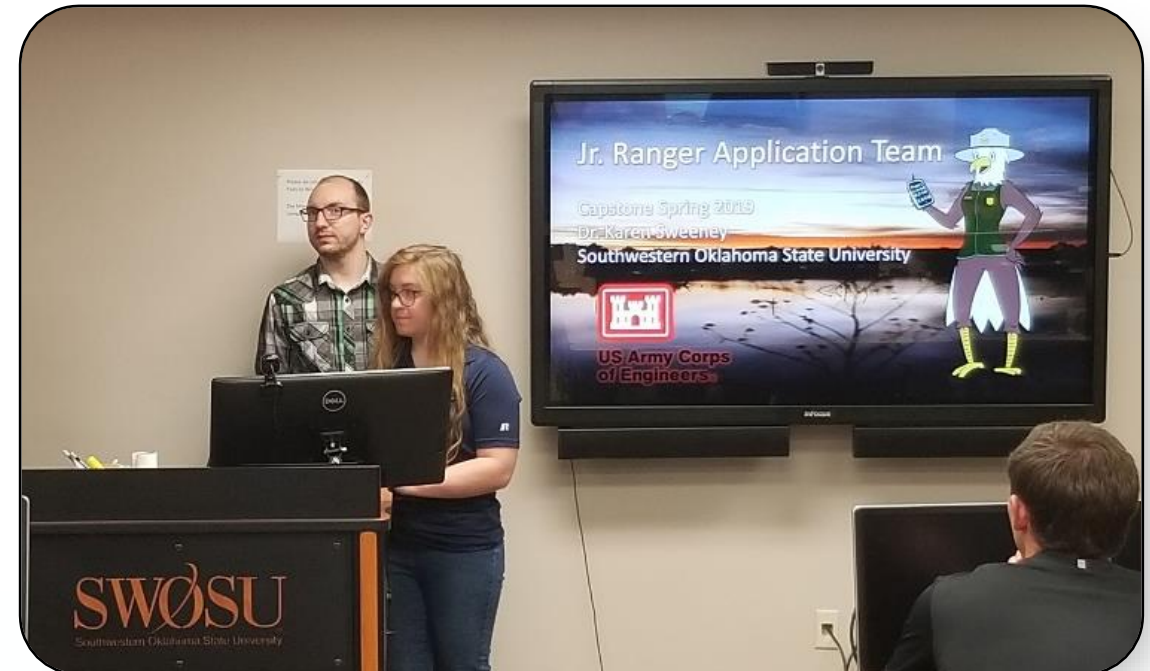 Jr. Ranger Application Team
Capstone Spring 2019
Dr. Karen Sweeney
Southwestern Oklahoma State University
US Army Corps
of Engineers
InFocus
DELL
SWOSU
Southwestern Oklahoma State University